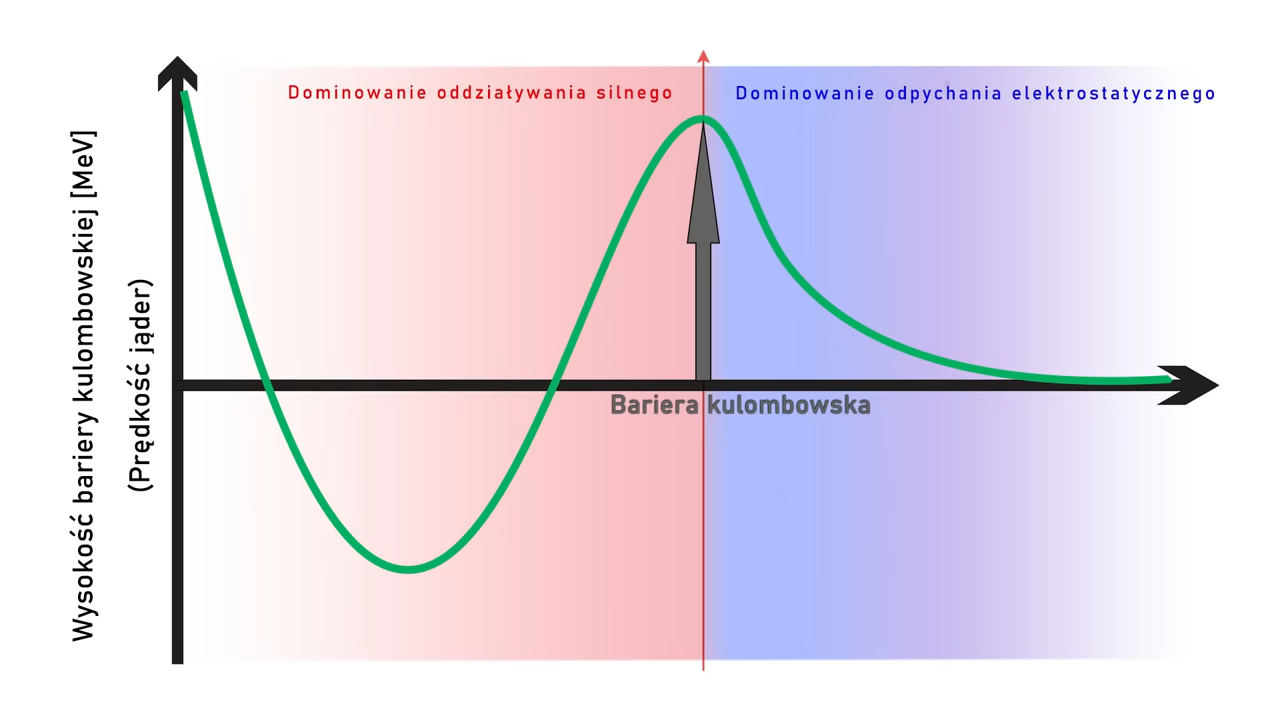 Dominowanie oddziaływania silnego
Dominowanie odpychania elektrostatycznego
Wysokość bariery kulombowskiej [MeV]
(Prędkość jąder)
Bariera kulombowska